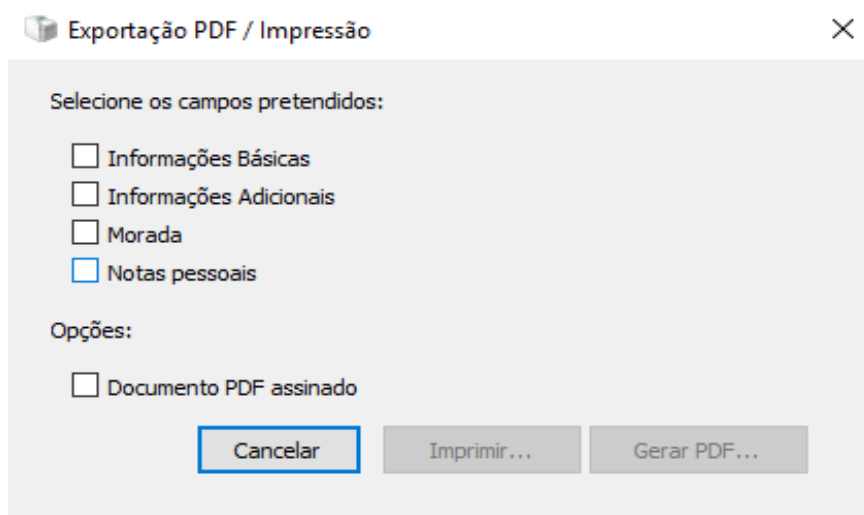 Exportação PDF / Impressão
Selecione os campos pretendidos:
Informações Básicas
Informações Adicionais
Morada
Notas pessoais
Opções:
Documento PDF assinado
Cancelar Imprimir... Gerar PDF...